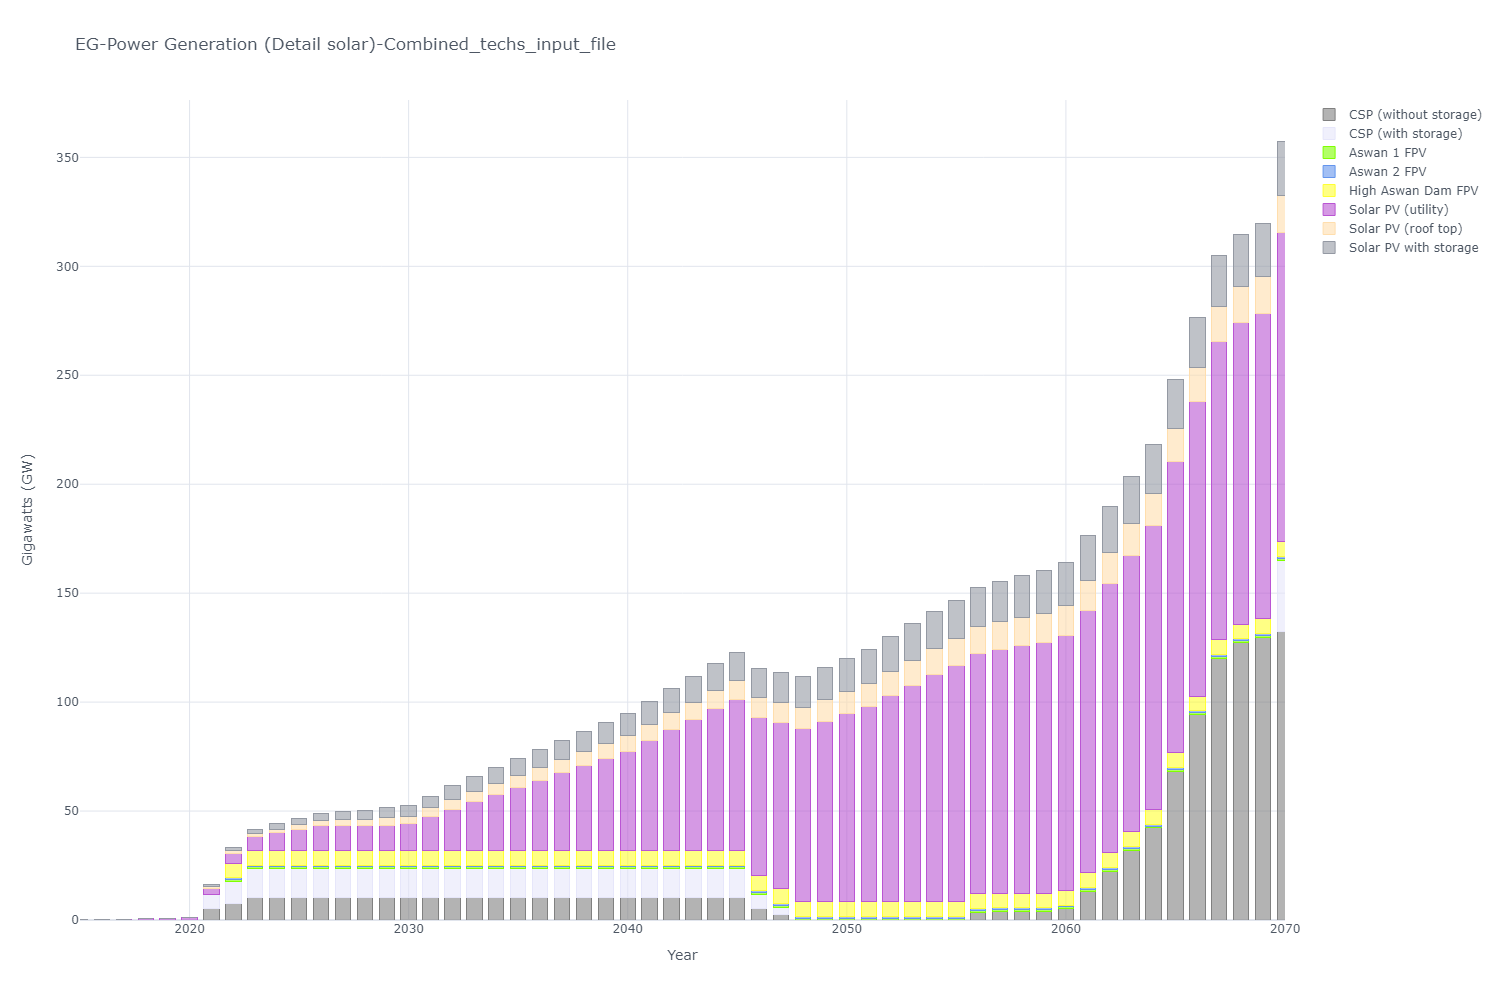 EG-Power Generation (Detail solar)-Combined_techs_input_file
CSP (without storage)
CSP (with storage)
Aswan 1 FPV
Aswan 2 FPV
High Aswan Dam FPV
Solar PV (utility)
Solar PV (roof top)
Solar PV with storage
350
300
250
200
150
100
50
0
Gigawatts (GW)
2020
2030
2040
2050
2060
2070
Year